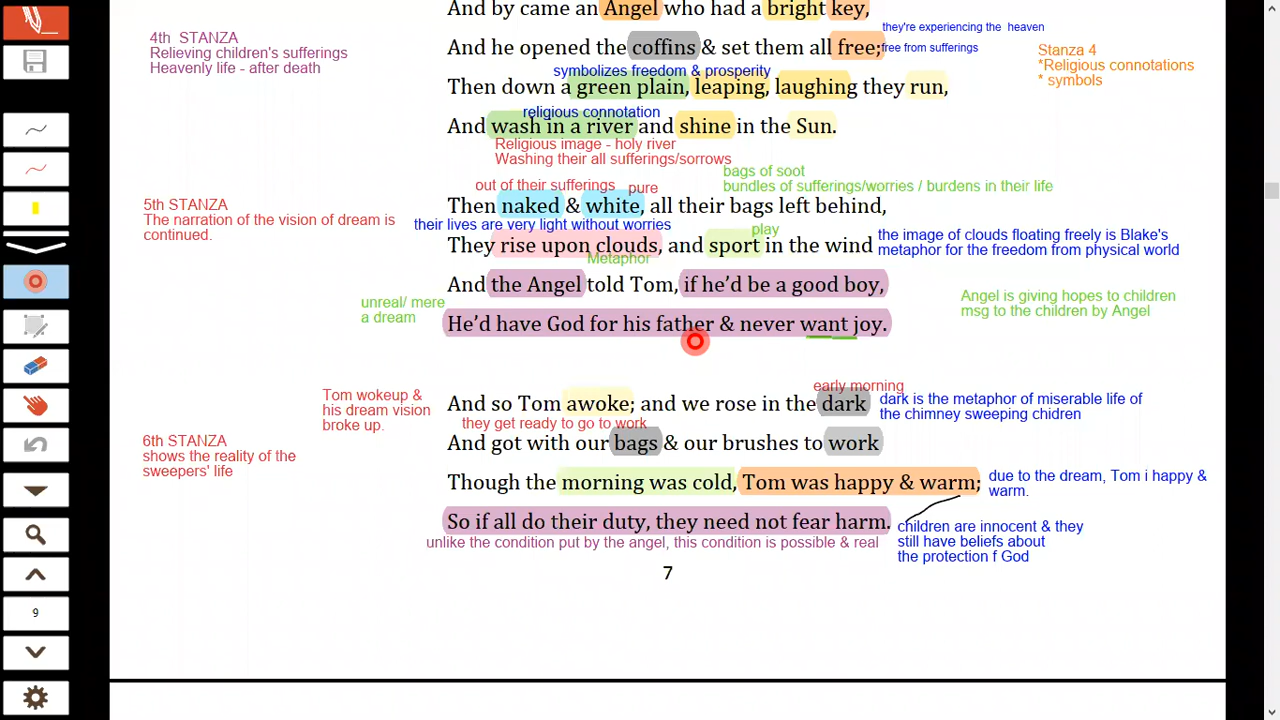 And by came an Angel who had a bright key,
they're experiencing the heaven
4th STANZA
Relieving children's sufferings
Heavenly life - after death
And he opened the coffins & set them all free;
free from sufferings
Stanza 4
*Religious connotations
* symbols
symbolizes freedom & prosperity
Then down a green plain, leaping, laughing they run,
religious connotation
And wash in a river and shine in the Sun.
Religious image - holy river
Washing their all sufferings/sorrows
bags of soot
bundles of sufferings/worries / burdens in their life
out of their sufferings
pure
5th STANZA
The narration of the vision of dream is
continued.
Then naked & white, all their bags left behind,
their lives are very light without worries
play
They rise upon clouds, and sport in the wind
the image of clouds floating freely is Blake's
metaphor for the freedom from physical world
Metaphor
And the Angel told Tom, if he'd be a good boy,
unreal/ mere
a dream
Angel is giving hopes to children
msg to the children by Angel
He'd have God for his father & never want joy.
early morning
Tom wokeup &
his dream vision
broke up.
And so Tom awoke; and we rose in the dark
dark is the metaphor of miserable life of
the chimney sweeping chidren
they get ready to go to work
6th STANZA
shows the reality of the
sweepers' life
And got with our bags & our brushes to work
Though the morning was cold, Tom was happy & warm;
due to the dream, Tom i happy &
warm.
So if all do their duty, they need not fear harm.
children are innocent & they
still have beliefs about
the protection f God
unlike the condition put by the angel, this condition is possible & real
7
9